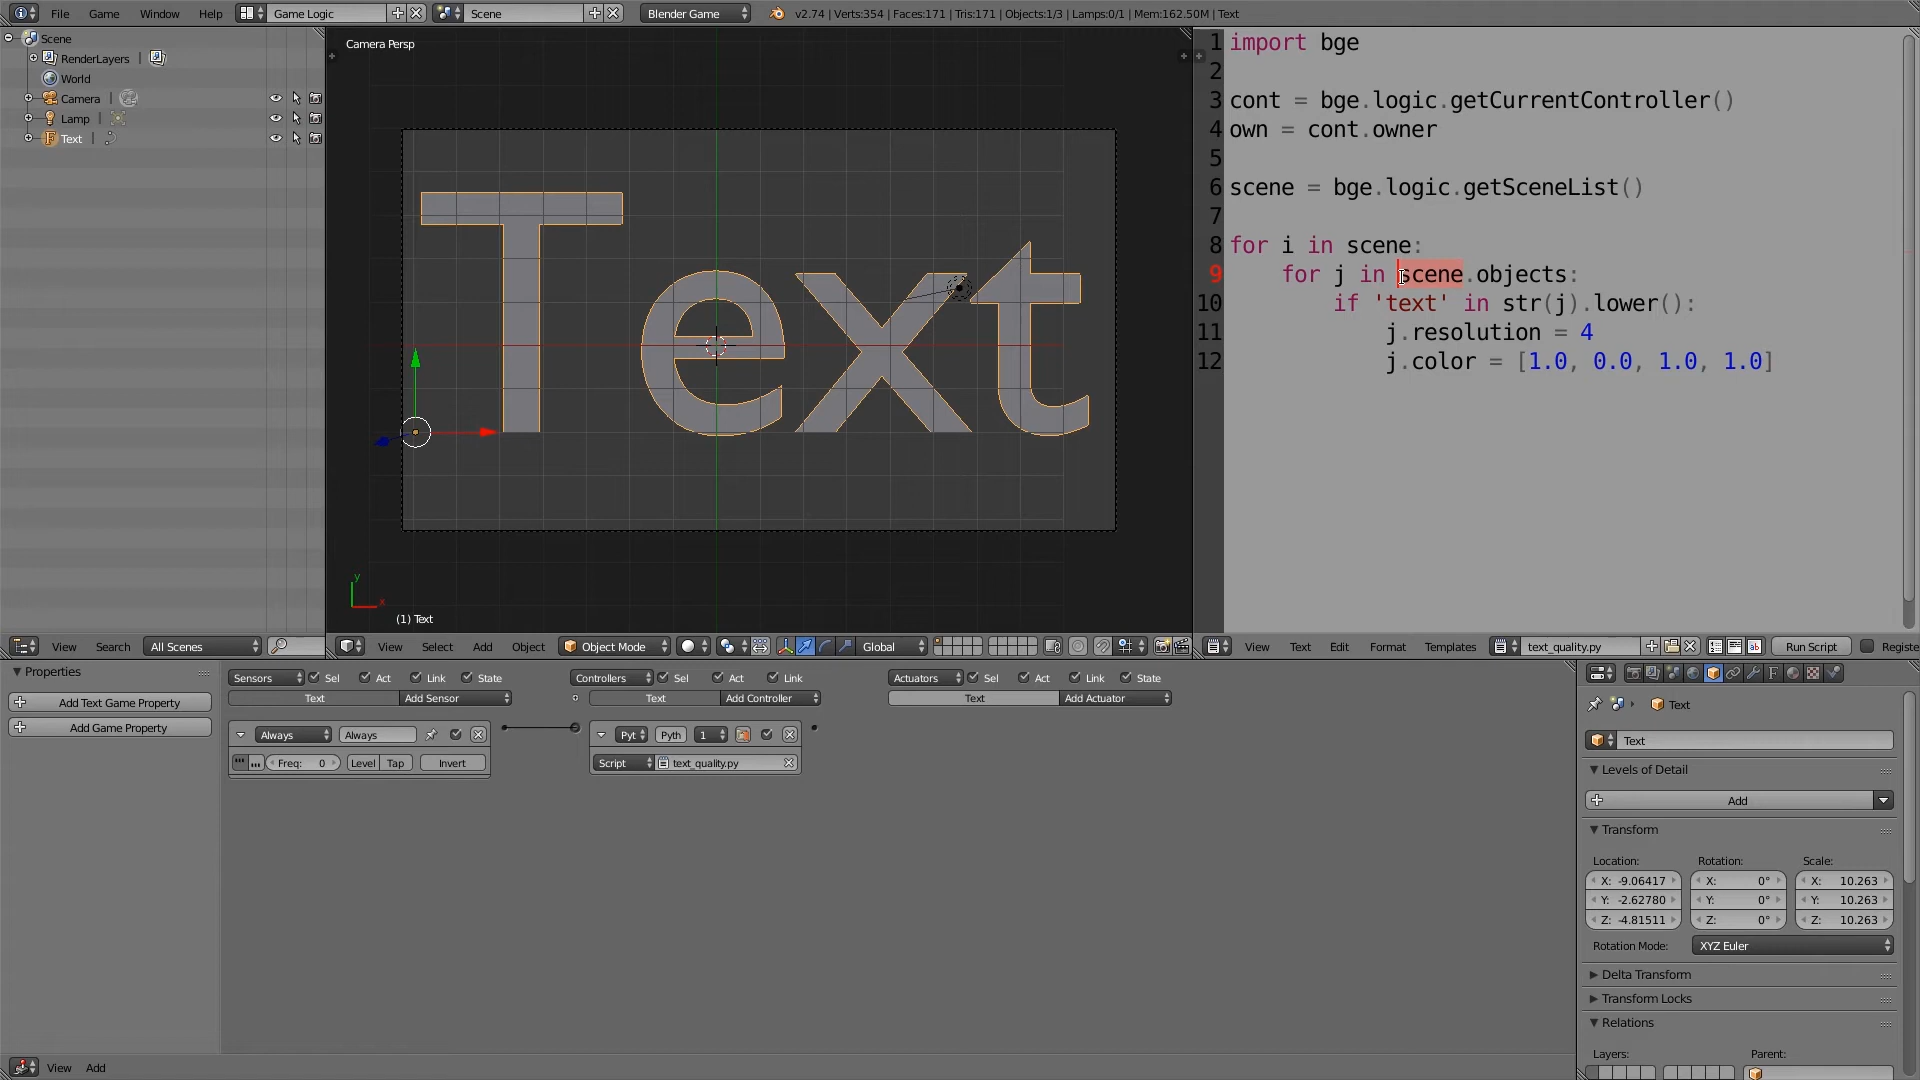 File Game Window Help Game Logic Scene Blender Game v2.74 | Verts:354 | Faces:171 | Tris:171 | Objects:1/3 | Lamps:0/1 | Mem:162.50M | Text
Scene
RenderLayers
World
Camera
Lamp
Text
View Search All Scenes
Camera Persp
Text
y
x
(1) Text
View Select Add Object Object Mode Global
1 import bge
2
3 cont = bge.logic.getCurrentController()
4 own = cont.owner
5
6 scene = bge.logic.getSceneList()
7
8 for i in scene:
9     for j in scene.objects:
10         if 'text' in str(j).lower():
11             j.resolution = 4
12             j.color = [1.0, 0.0, 1.0, 1.0]
View Text Edit Format Templates text_quality.py Run Script Registe
Properties
Add Text Game Property
Add Game Property
Sensors Sel Act Link State
Text Add Sensor
Always Always
Freq: 0 Level Tap Invert
Controllers Sel Act Link
Text Add Controller
Pyt Pyth 1
Script text_quality.py
Actuators Sel Act Link State
Text Add Actuator
View Add
Text
Text
Levels of Detail
Add
Transform
Location: Rotation: Scale:
X: -9.06417 X: 0° X: 10.263
Y: -2.62780 Y: 0° Y: 10.263
Z: -4.81511 Z: 0° Z: 10.263
Rotation Mode: XYZ Euler
Delta Transform
Transform Locks
Relations
Layers: Parent: